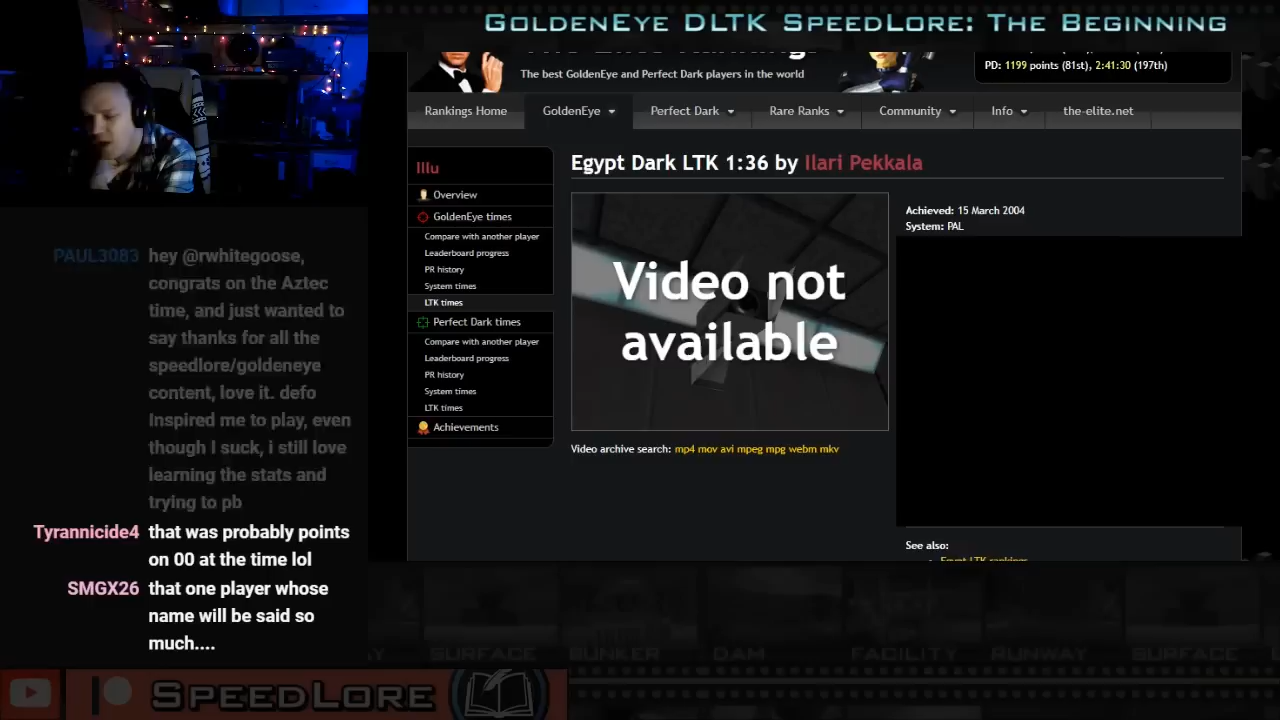 GOLDENEYE DLTK SPEEDLORE: THE BEGINNING
The best GoldenEye and Perfect Dark players in the world
PD: 1199 points (81st), 2:41:30 (197th)
Rankings Home
GoldenEye
Perfect Dark
Rare Ranks
Community
Info
the-elite.net
Illu
Overview
GoldenEye times
Compare with another player
Leaderboard progress
PR history
System times
LTK times
Perfect Dark times
Compare with another player
Leaderboard progress
PR history
System times
LTK times
Achievements
Egypt Dark LTK 1:36 by Ilari Pekkala
Video not
available
Video archive search: mp4 mov avi mpeg mpg webm mkv
Achieved: 15 March 2004
System: PAL
See also:
Egypt LTK rankings
PAUL3083 hey @rwhitegoose,
congrats on the Aztec
time, and just wanted to
say thanks for all the
speedlore/goldeneye
content, love it. defo
Inspired me to play, even
though I suck, i still love
learning the stats and
trying to pb
Tyrannicide4 that was probably points
on 00 at the time lol
SMGX26 that one player whose
name will be said so
much....
SURFACE
BUNKER
DAM
FACILITY
RUNWAY
SURFACE
SPEEDLORE